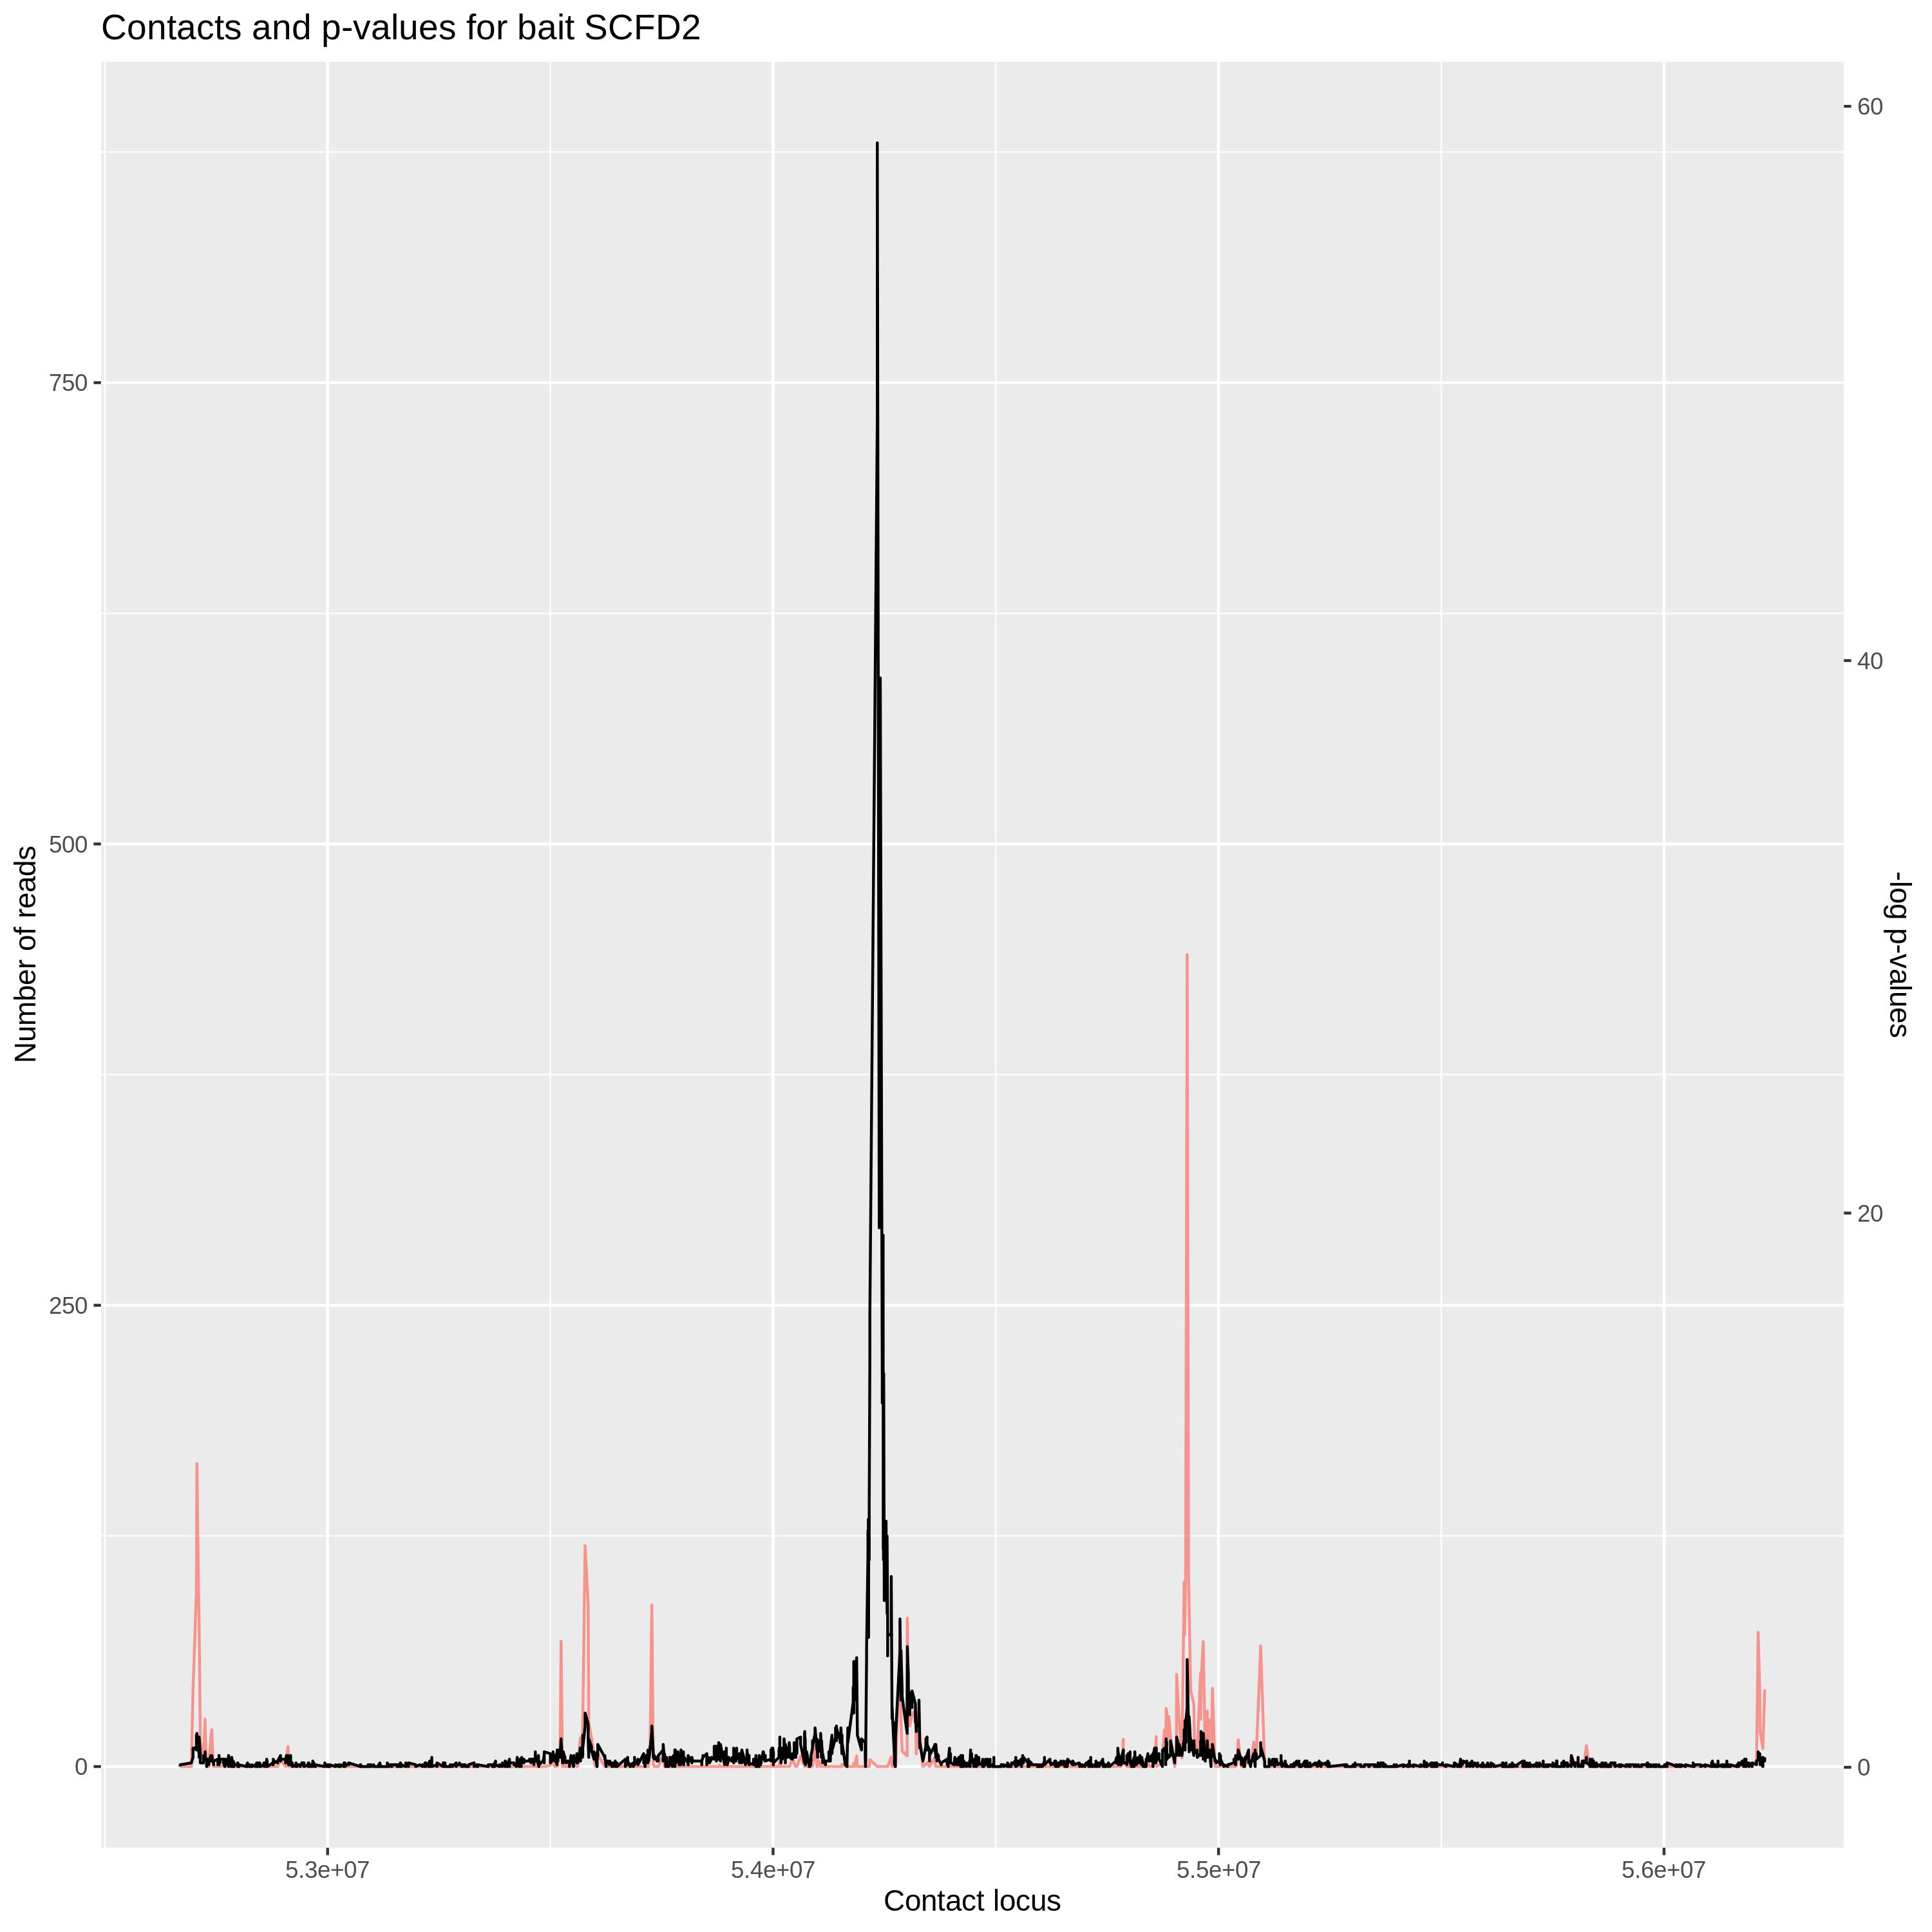 Contacts and p-values for bait SCFD2
60
750
40
500
Number of reads
-log p-values
20
250
0
0
5.3e+07
5.4e+07
5.5e+07
5.6e+07
Contact locus